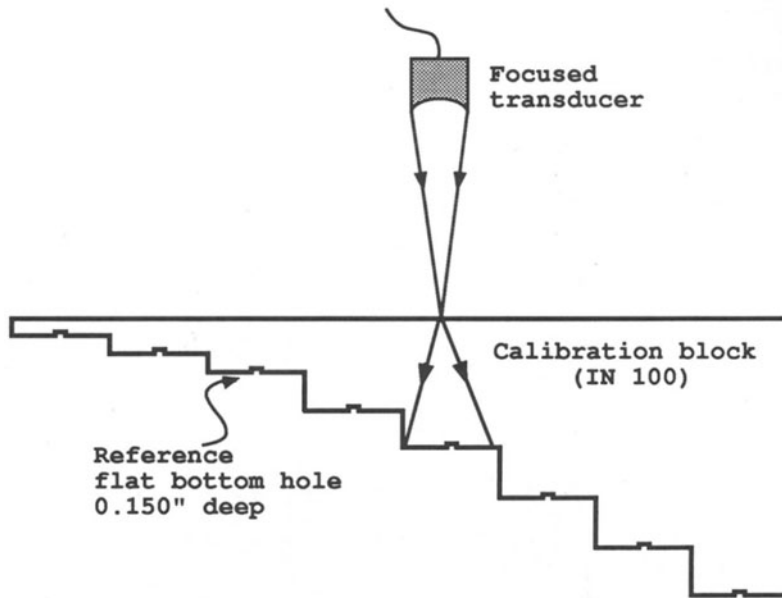 Focused
transducer
Calibration block
(IN 100)
Reference
flat bottom hole
0.150" deep